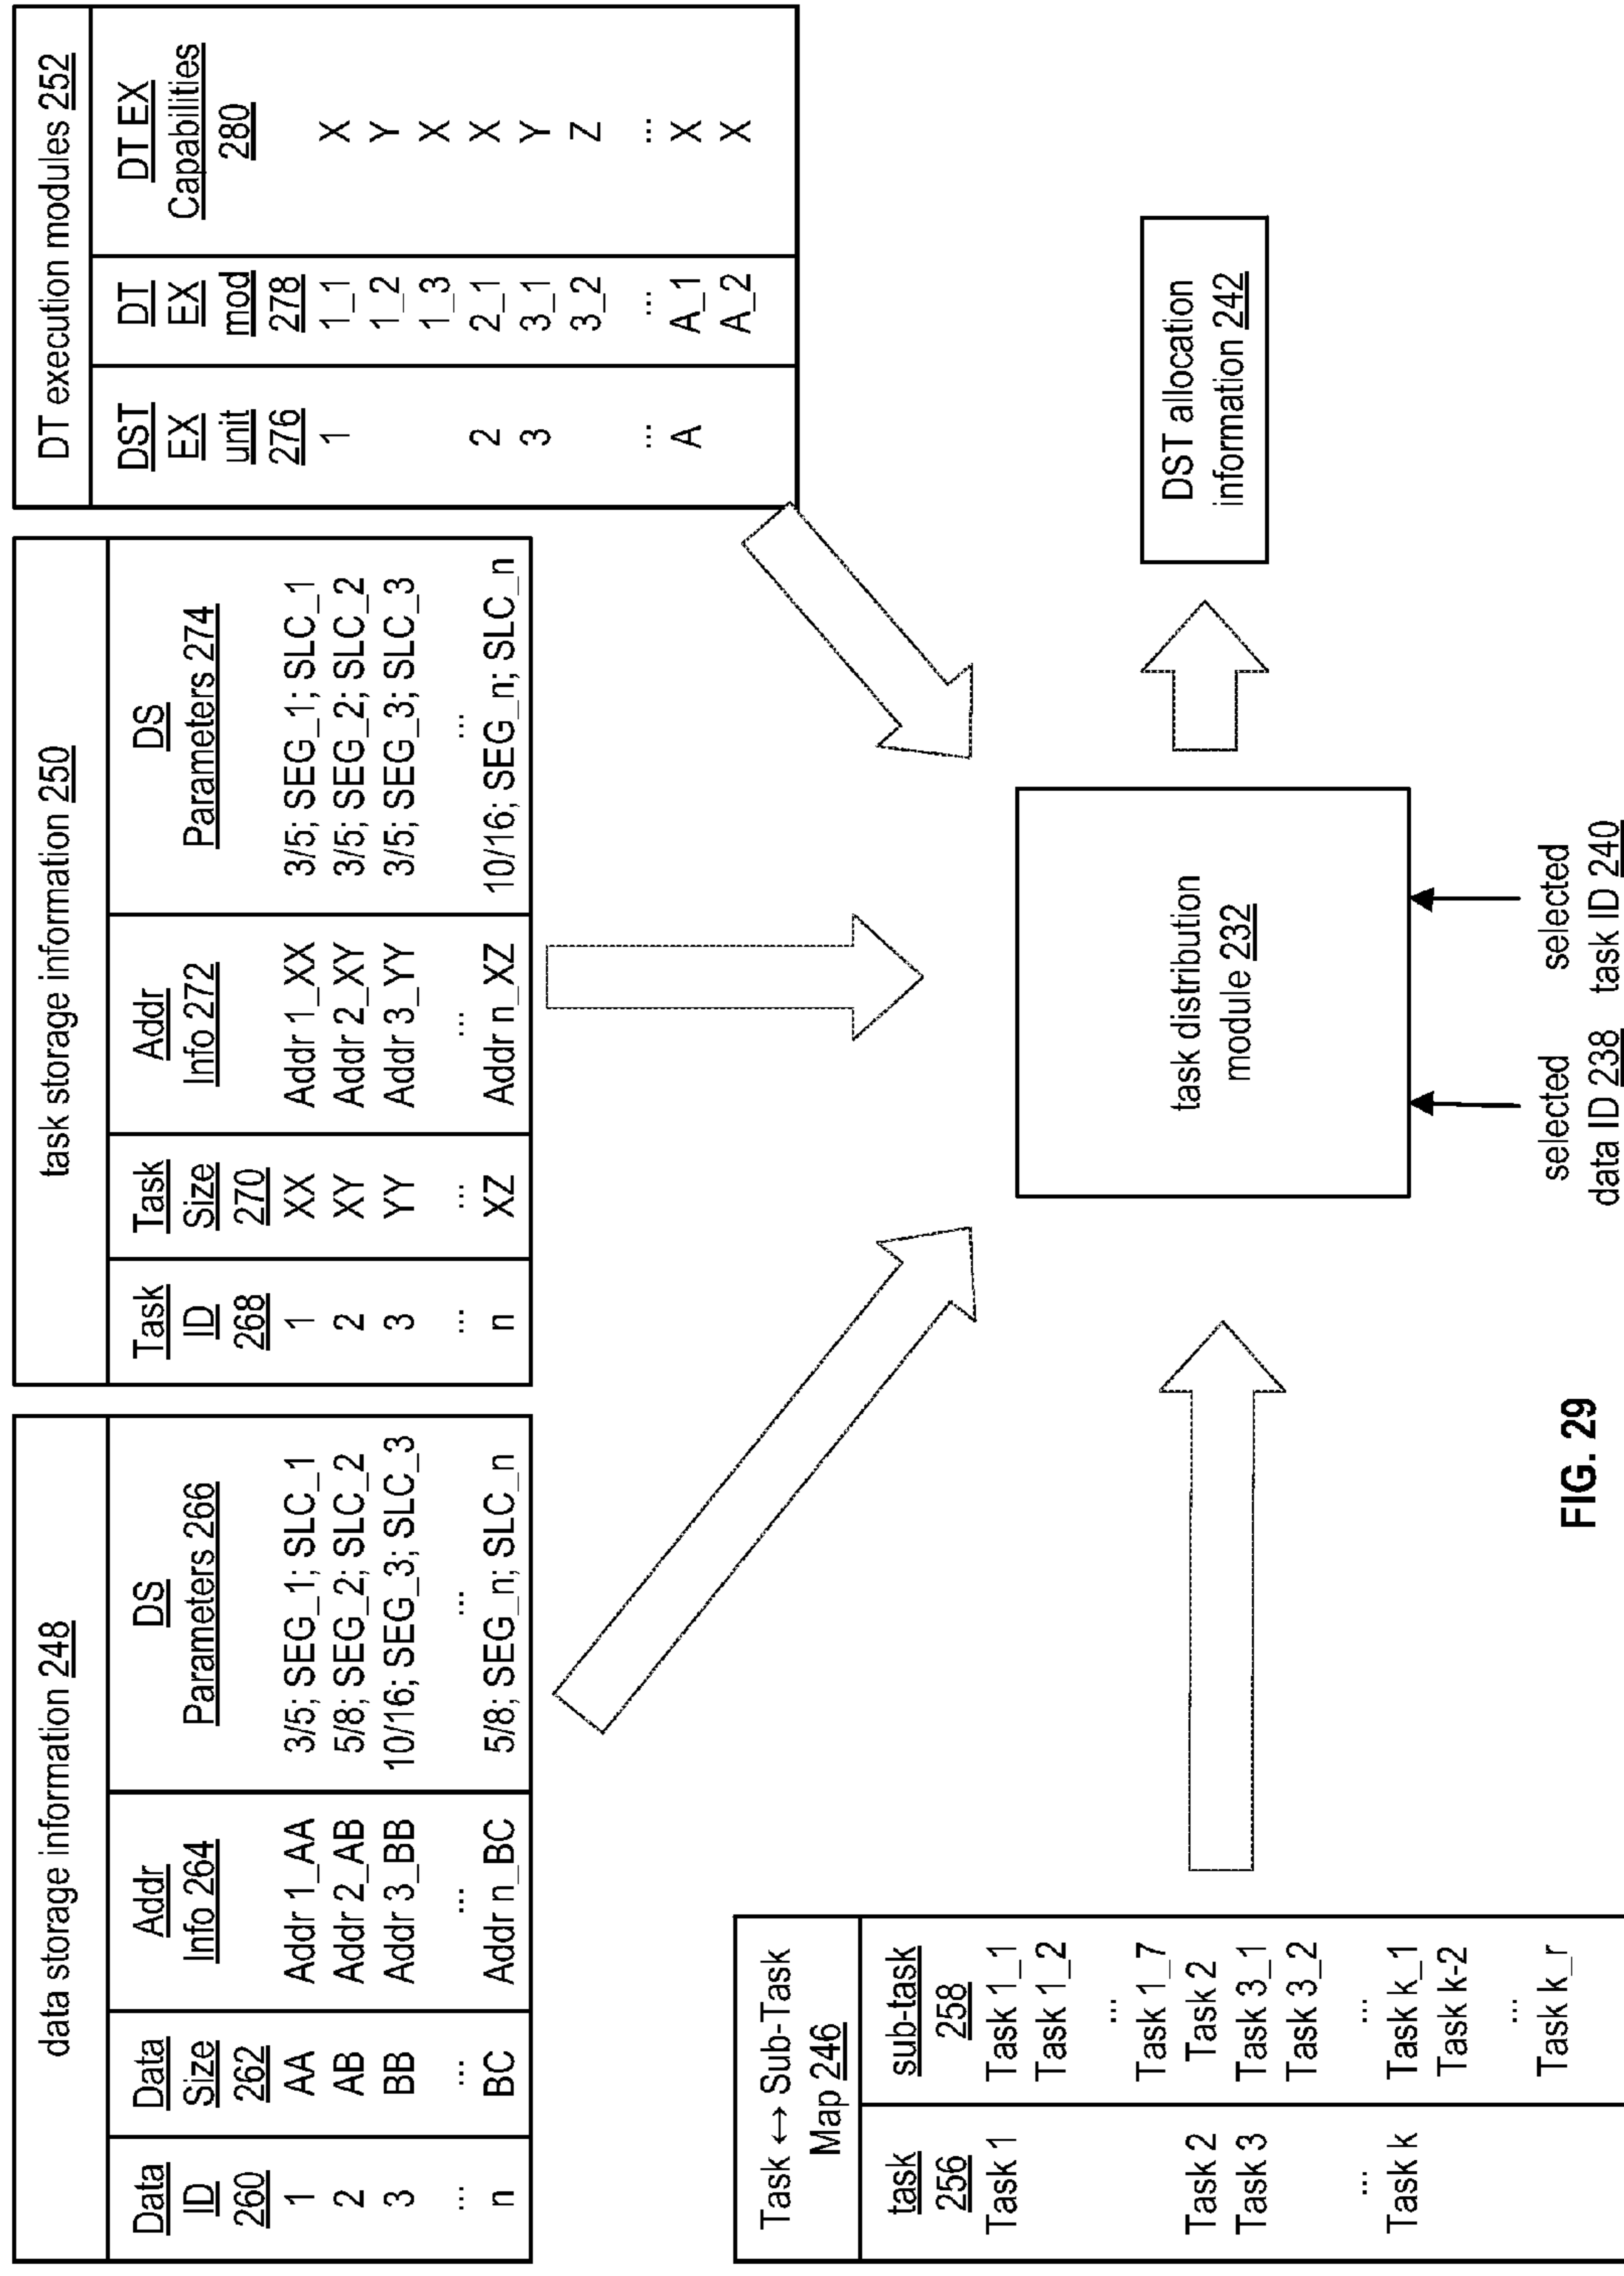 data storage information 248
Data ID 260 Data Size 262 Addr Info 264 DS Parameters 266
1 AA Addr 1_AA 3/5; SEG_1; SLC_1
2 AB Addr 2_AB 5/8; SEG_2; SLC_2
3 BB Addr 3_BB 10/16; SEG_3; SLC_3
... ... ... ...
n BC Addr n_BC 5/8; SEG_n; SLC_n
task storage information 250
Task ID 268 Task Size 270 Addr Info 272 DS Parameters 274
1 XX Addr 1_XX 3/5; SEG_1; SLC_1
2 XY Addr 2_XY 3/5; SEG_2; SLC_2
3 YY Addr 3_YY 3/5; SEG_3; SLC_3
... ... ... ...
n XZ Addr n_XZ 10/16; SEG_n; SLC_n
DT execution modules 252
DST EX unit 276 DT EX mod 278 DT EX Capabilities 280
1 1_1 X
1_2 Y
1_3 X
2 2_1 X
3 3_1 Y
3_2 Z
... ... ...
A A_1 X
A_2 X
Task ↔ Sub-Task
Map 246
task 256 sub-task 258
Task 1 Task 1_1
Task 1_2
...
Task 1_7
Task 2 Task 2
Task 3 Task 3_1
Task 3_2
... ...
Task k Task k_1
Task k-2
...
Task k_r
task distribution
module 232
DST allocation
information 242
selected
data ID 238
selected
task ID 240
FIG. 29